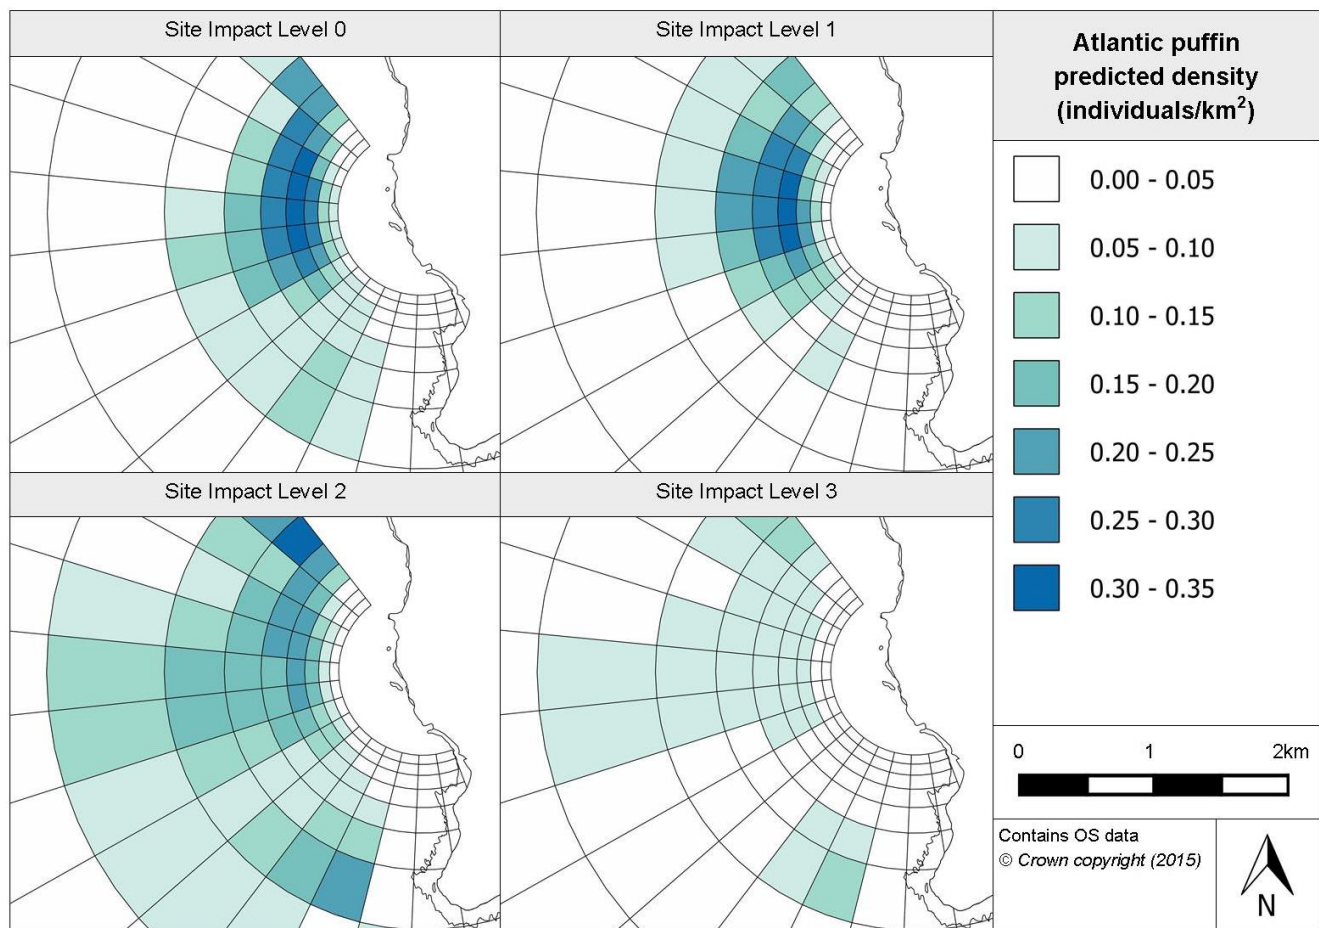 Site Impact Level 0
Site Impact Level 1
Site Impact Level 2
Site Impact Level 3
Atlantic puffin
predicted density
(individuals/km²)
0.00 - 0.05
0.05 - 0.10
0.10 - 0.15
0.15 - 0.20
0.20 - 0.25
0.25 - 0.30
0.30 - 0.35
0 1 2km
Contains OS data
© Crown copyright (2015)
N